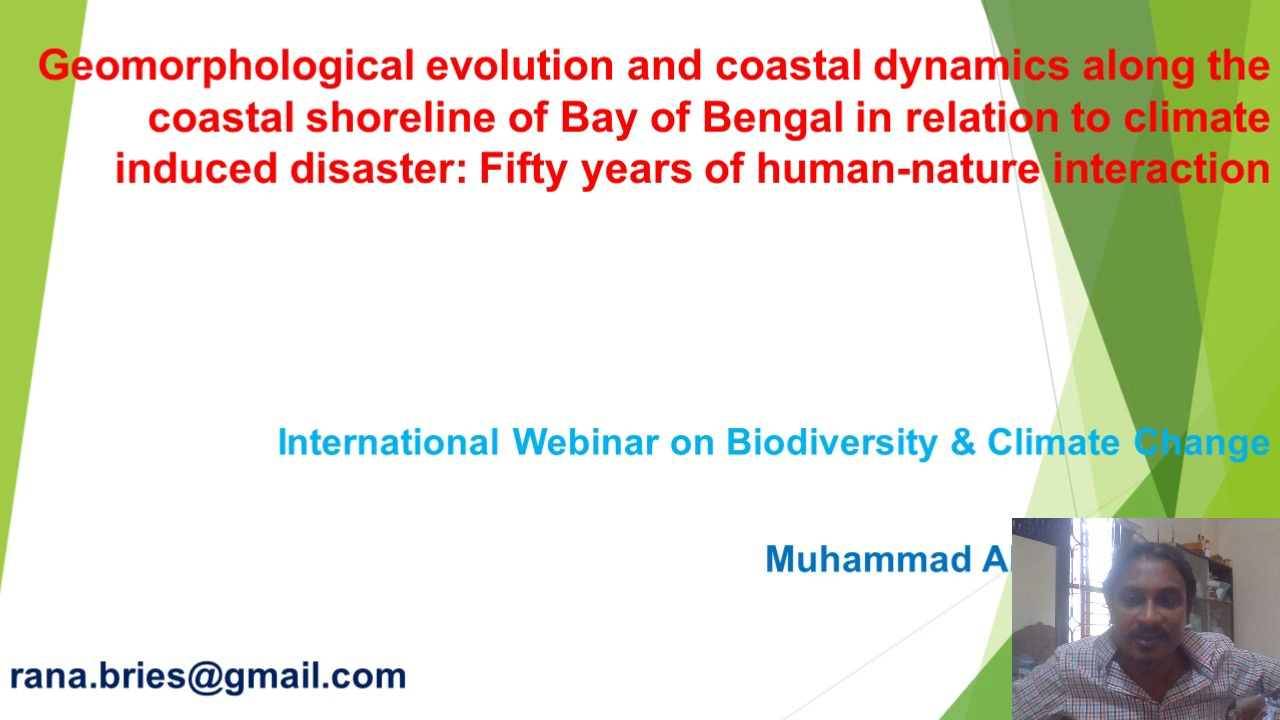 Geomorphological evolution and coastal dynamics along the
coastal shoreline of Bay of Bengal in relation to climate
induced disaster: Fifty years of human-nature interaction
International Webinar on Biodiversity & Climate Change
Muhammad
rana.bries@gmail.com